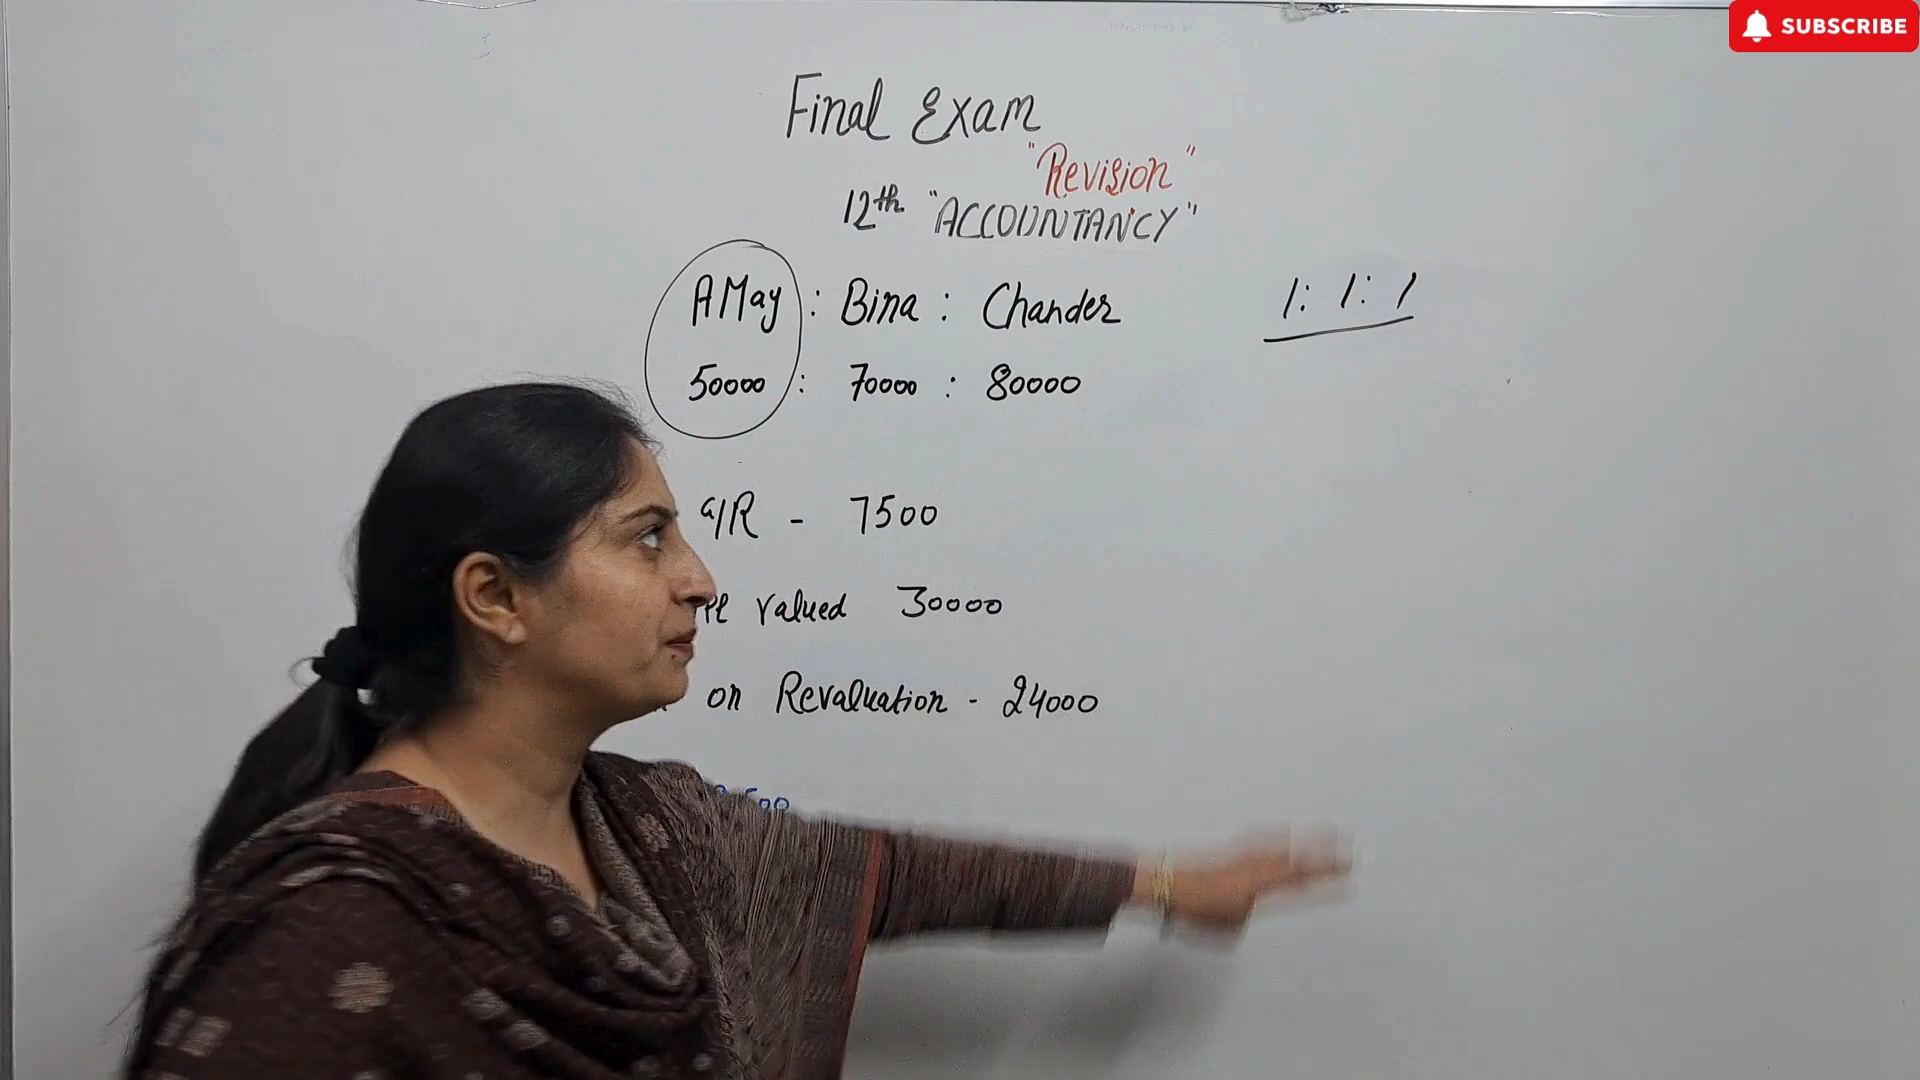 SUBSCRIBE
Final Exam
"Revision"
12th "ACCOUNTANCY"
AMay : Bina : Chander
1: 1: 1
50000 : 70000 : 80000
G/R - 7500
valued 30000
on Revaluation - 24000